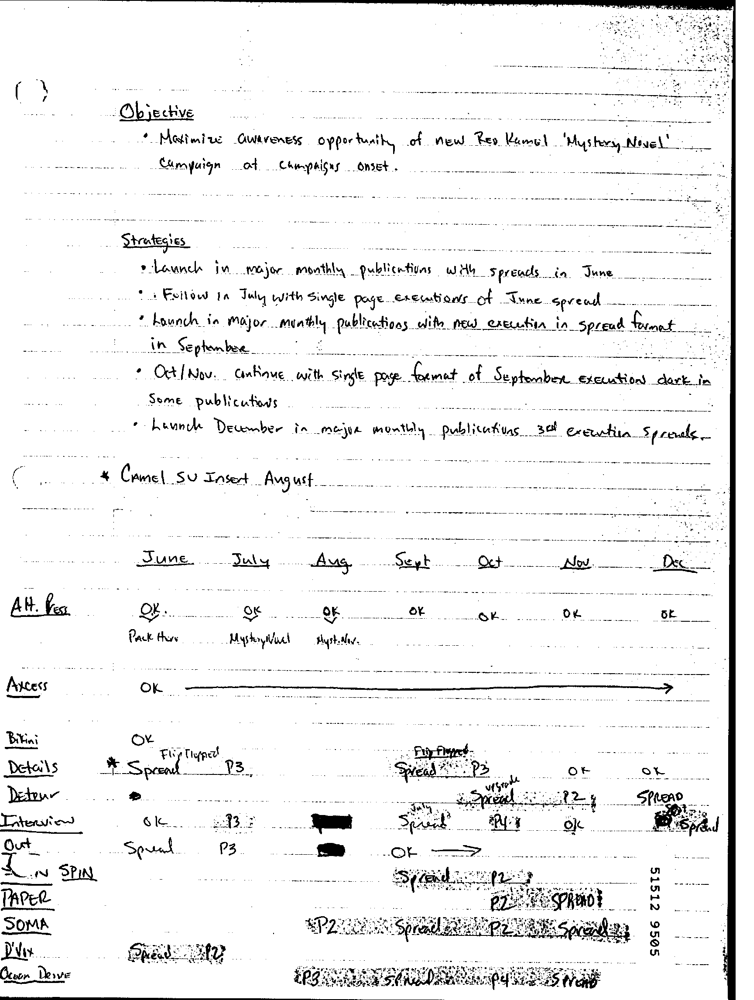 Objective
• Maximize awareness opportunity of new Red Kamel 'Mystery Novel'
Campaign at campaigns onset.
Strategies
• Launch in major monthly publications with spreads in June
• Follow in July with single page executions of June spread
• Launch in major monthly publications with new execution in spread format
in September
• Oct/Nov. continue with single page format of September execution dark in
some publications
• Launch December in major monthly publications 3rd execution spreads.
* Camel SU Insert August
June July Aug Sept Oct Nov Dec
Alt. Press OK. OK OK OK OK OK OK
Pack Hero Mystery Novel Myst. Nov.
Axcess OK
Bikini OK
Flip Flopped Flip Flopped
Details * Spread P3 Spread P3 OK OK
upgrade
Detour Spread P2 SPREAD
July
Interview OK P3 Spread P4 OK Spread
Out Spread P3 OK
IN SPIN Spread P2
PAPER P2 SPREAD
SOMA P2 Spread P2 Spread
D'Vox Spread P2
Ocean Drive P3 Spread P4 Spread
51512 9505